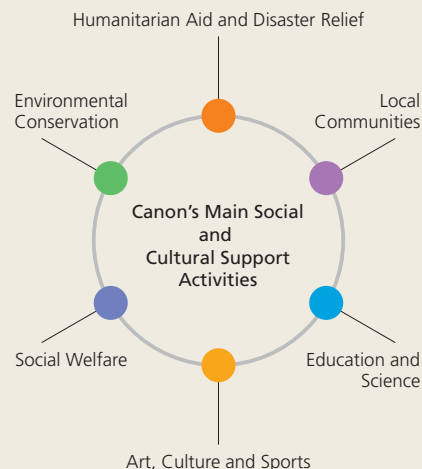 Humanitarian Aid and Disaster Relief
Environmental
Conservation
Local
Communities
Canon's Main Social
and
Cultural Support
Activities
Social Welfare
Education and
Science
Art, Culture and Sports